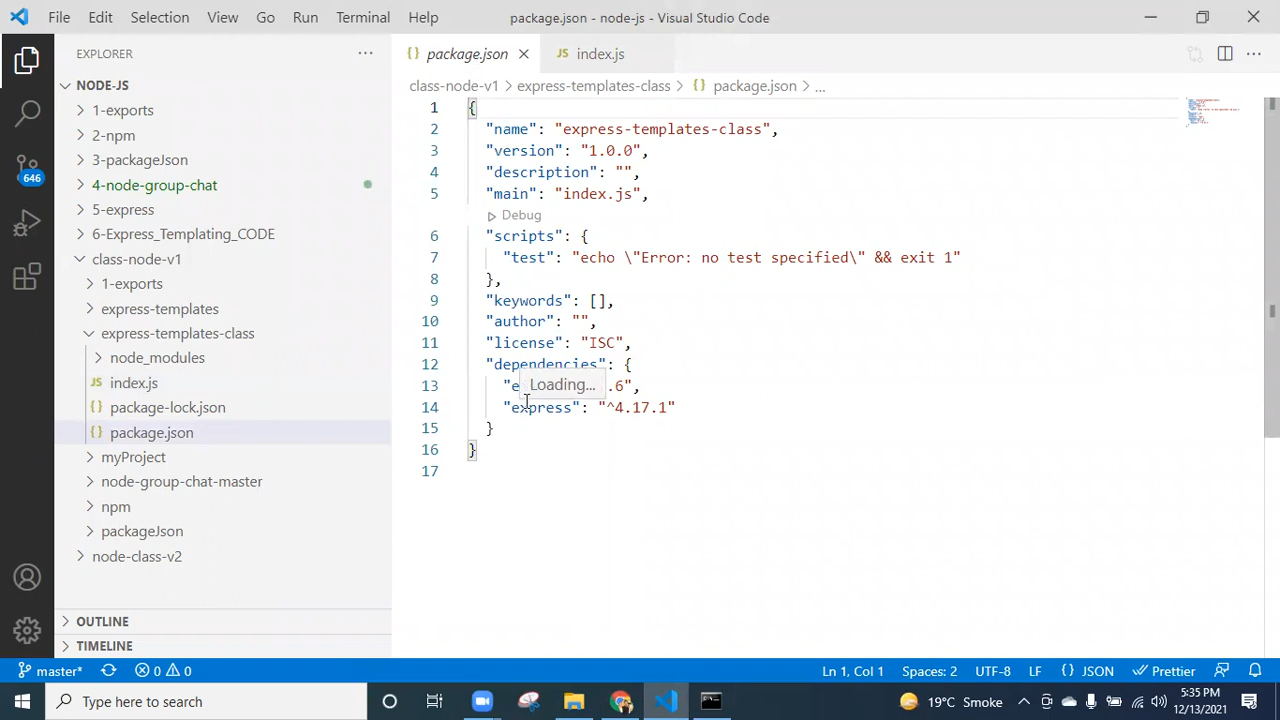 File Edit Selection View Go Run Terminal Help package.json - node-js - Visual Studio Code
EXPLORER
NODE-JS
1-exports
2-npm
3-packageJson
4-node-group-chat
5-express
6-Express_Templating_CODE
class-node-v1
1-exports
express-templates
express-templates-class
node_modules
index.js
package-lock.json
package.json
myProject
node-group-chat-master
npm
packageJson
node-class-v2
OUTLINE
TIMELINE
646
{} package.json
JS index.js
class-node-v1 > express-templates-class > {} package.json > ...
1 {
2 "name": "express-templates-class",
3 "version": "1.0.0",
4 "description": "",
5 "main": "index.js",
Debug
6 "scripts": {
7 "test": "echo \"Error: no test specified\" && exit 1"
8 },
9 "keywords": [],
10 "author": "",
11 "license": "ISC",
12 "dependencies": {
13 "e .6",
Loading...
14 "express": "^4.17.1"
15 }
16 }
17
master* 0 0 Ln 1, Col 1 Spaces: 2 UTF-8 LF {} JSON Prettier
Type here to search
19°C Smoke
5:35 PM
12/13/2021